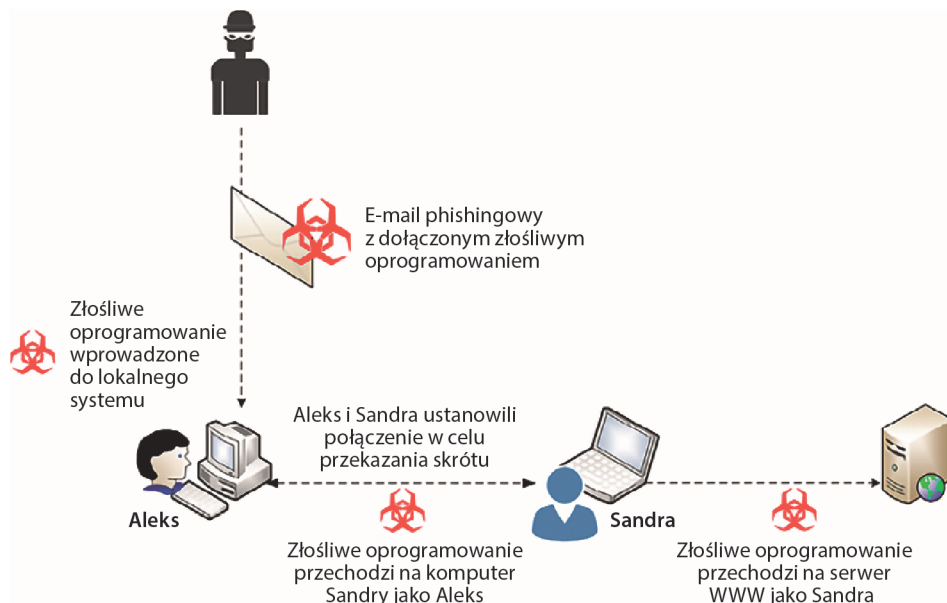 E-mail phishingowy
z dołączonym złośliwym
oprogramowaniem
Złośliwe
oprogramowanie
wprowadzone
do lokalnego
systemu
Aleks i Sandra ustanowili
połączenie w celu
przekazania skrótu
Aleks
Sandra
Złośliwe oprogramowanie
przechodzi na komputer
Sandry jako Aleks
Złośliwe oprogramowanie
przechodzi na serwer
WWW jako Sandra